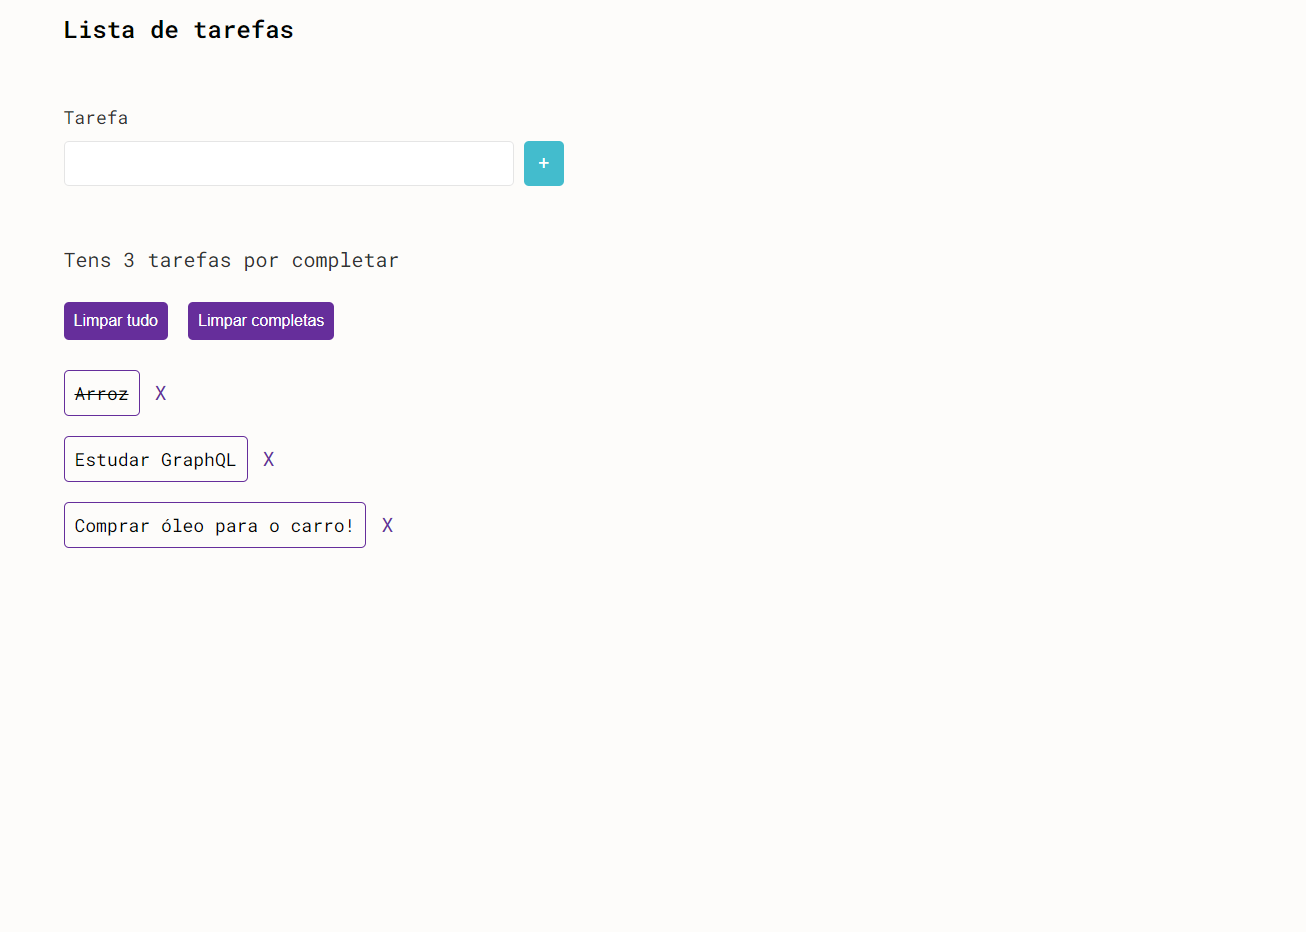 Lista de tarefas
Tarefa
+
Tens 3 tarefas por completar
Limpar tudo Limpar completas
Arroz X
Estudar GraphQL X
Comprar óleo para o carro! X